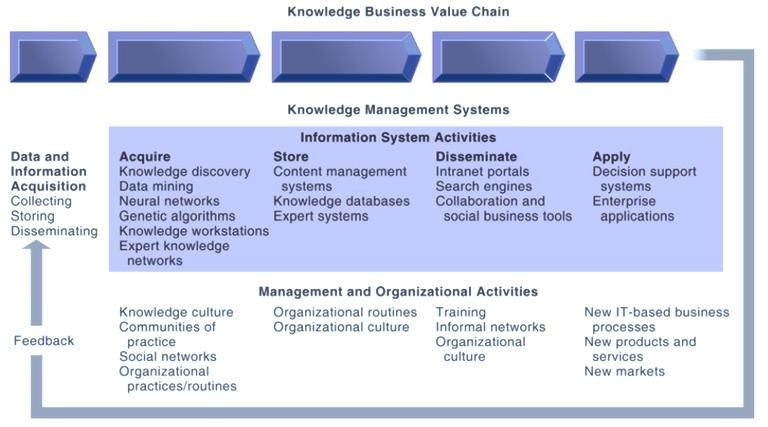 Knowledge Business Value Chain
Knowledge Management Systems
Information System Activities
Data and
Information
Acquisition
Collecting
Storing
Disseminating
Acquire
Knowledge discovery
Data mining
Neural networks
Genetic algorithms
Knowledge workstations
Expert knowledge
networks
Store
Content management
systems
Knowledge databases
Expert systems
Disseminate
Intranet portals
Search engines
Collaboration and
social business tools
Apply
Decision support
systems
Enterprise
applications
Management and Organizational Activities
Feedback
Knowledge culture
Communities of
practice
Social networks
Organizational
practices/routines
Organizational routines
Organizational culture
Training
Informal networks
Organizational
culture
New IT-based business
processes
New products and
services
New markets